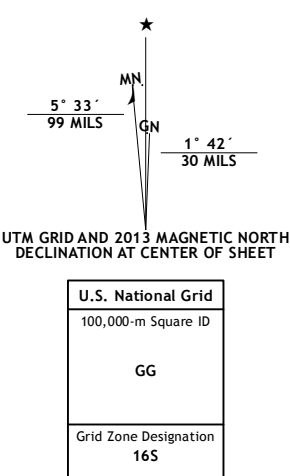 ★
MN
GN
5° 33´
99 MILS
1° 42´
30 MILS
UTM GRID AND 2013 MAGNETIC NORTH
DECLINATION AT CENTER OF SHEET
U.S. National Grid
100,000-m Square ID
GG
Grid Zone Designation
16S